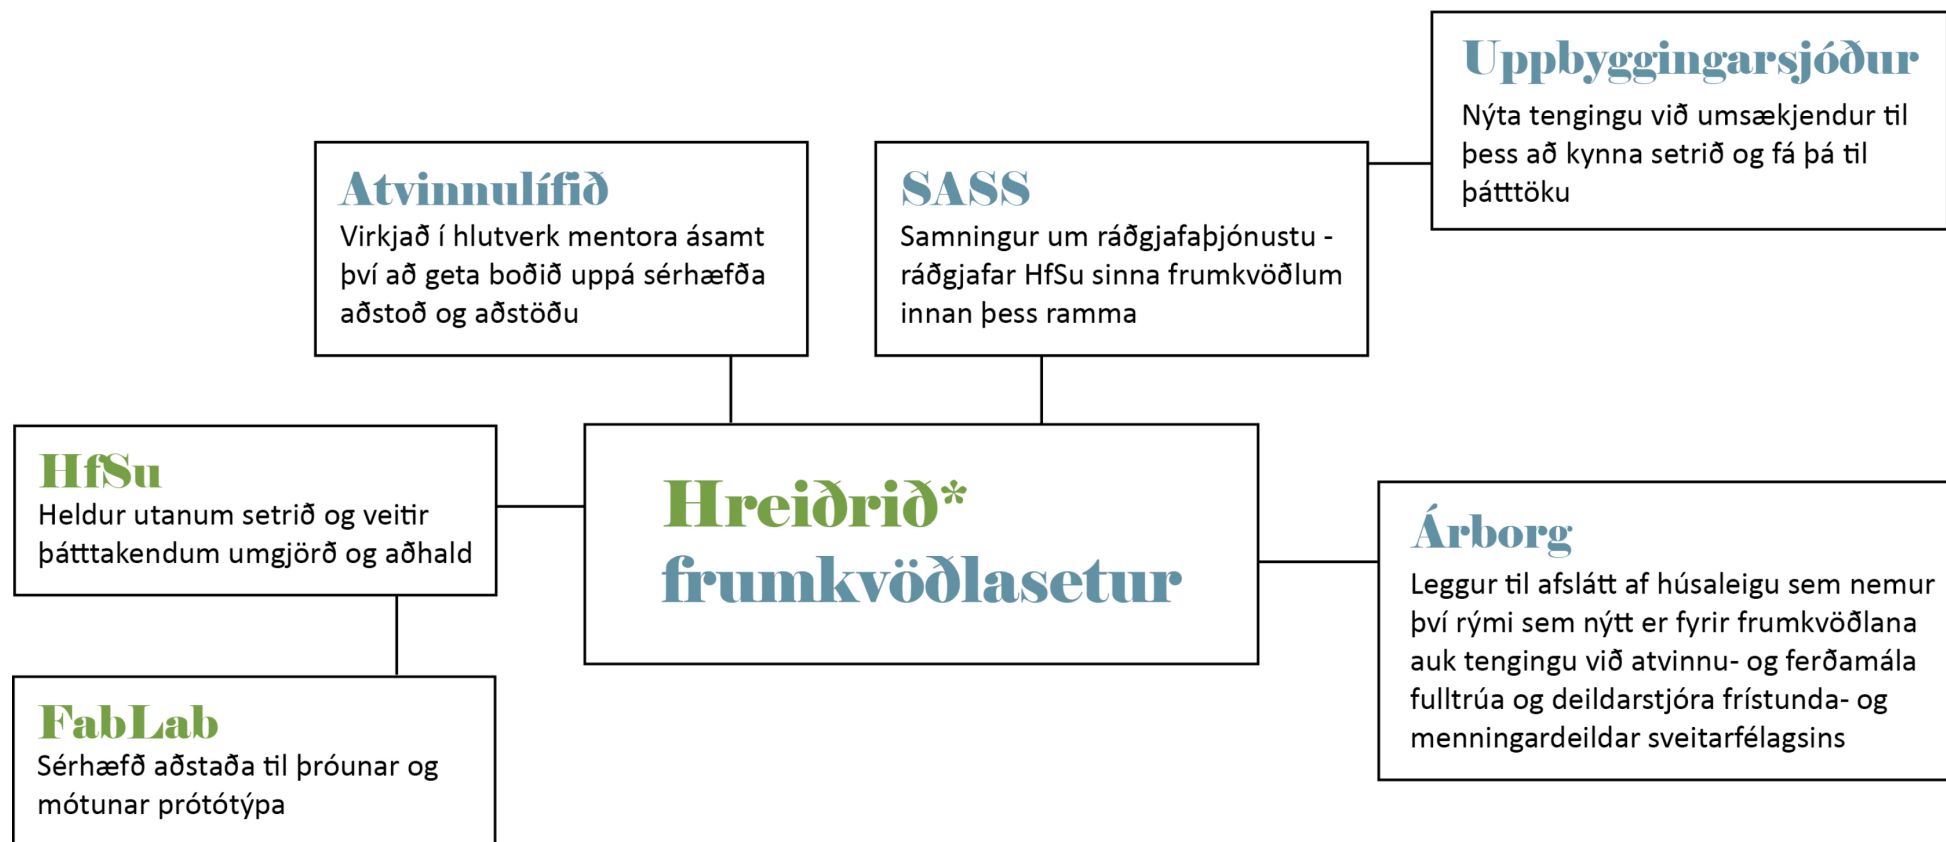 Uppbyggingarsjóður
Nýta tengingu við umsækjendur til
þess að kynna setrið og fá þá til
þátttöku
Atvinnulífið
Virkjað í hlutverk mentora ásamt
því að geta boðið uppá sérhæfða
aðstoð og aðstöðu
SASS
Samningur um ráðgjafaþjónustu -
ráðgjafar HfSu sinna frumkvöðlum
innan þess ramma
HfSu
Heldur utanum setrið og veitir
þátttakendum umgjörð og aðhald
Hreiðrið*
frumkvöðlasetur
Árborg
Leggur til afslátt af húsaleigu sem nemur
því rými sem nýtt er fyrir frumkvöðlana
auk tengingu við atvinnu- og ferðamála
fulltrúa og deildarstjóra frístunda- og
menningardeildar sveitarfélagsins
FabLab
Sérhæfð aðstaða til þróunar og
mótunar prótótýpa